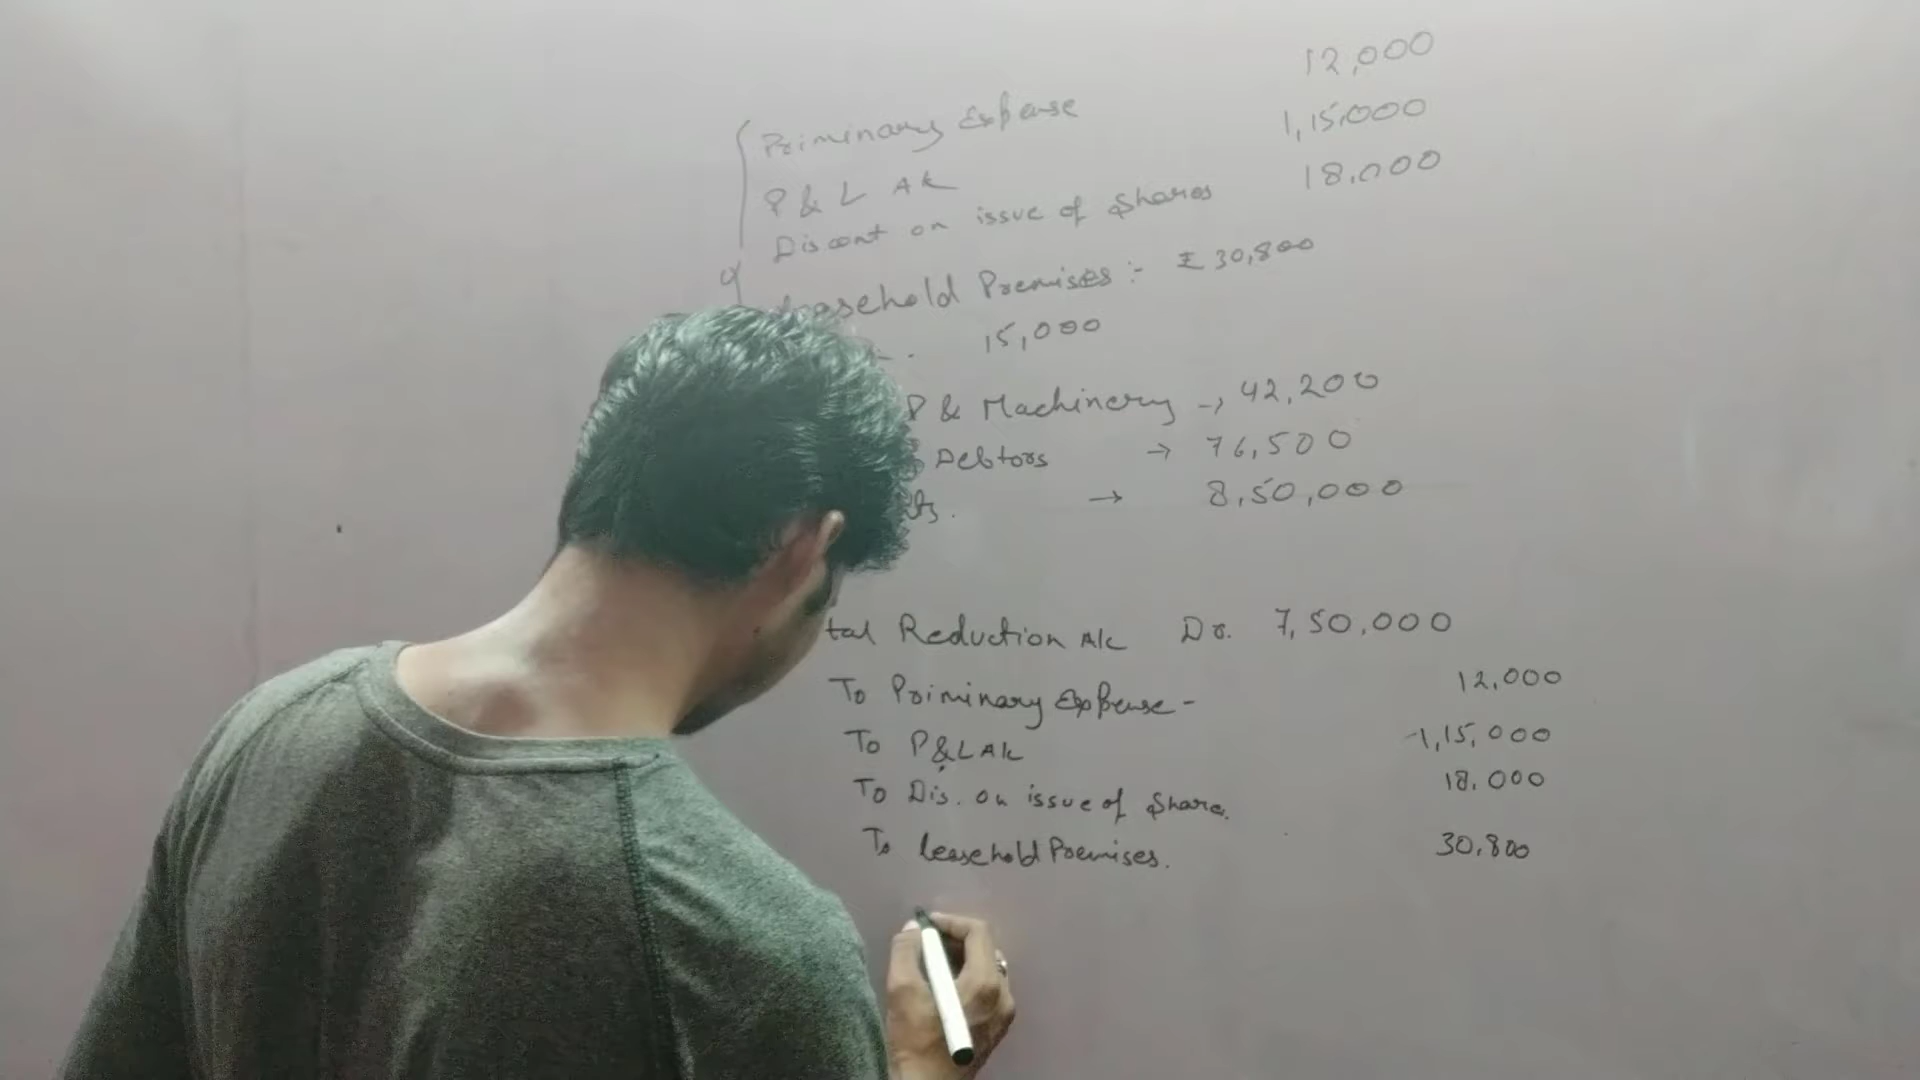 12,000
Priminary Expense 1,15,000
P & L A/c 18,000
Discont on issue of Shares
Leasehold Premises :- ₹ 30,800
15,000
P & Machinery → 42,200
Debtors → 76,500
ts. → 8,50,000
tal Reduction A/c Dr. 7,50,000
To Priminary Expense - 12,000
To P&L A/c 1,15,000
To Dis. on issue of Share. 18,000
To leasehold Premises. 30,800